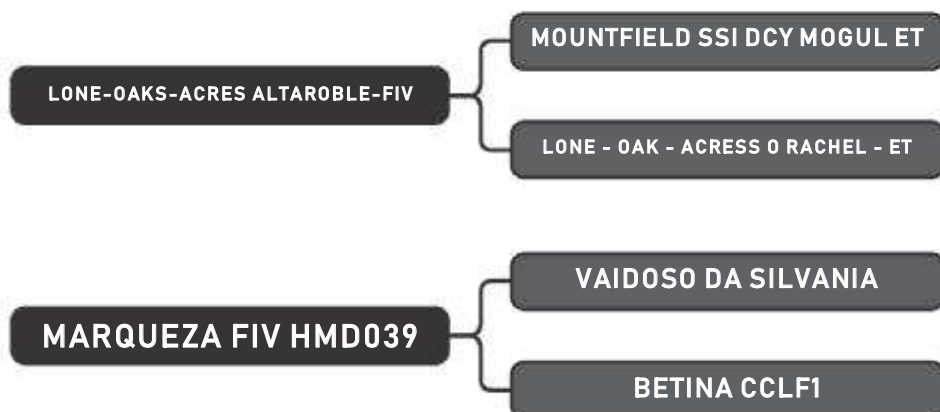 MOUNTFIELD SSI DCY MOGUL ET
LONE-OAKS-ACRES ALTAROBLE-FIV
LONE - OAK - ACRESS O RACHEL - ET
VAIDOSO DA SILVANIA
MARQUEZA FIV HMD039
BETINA CCLF1